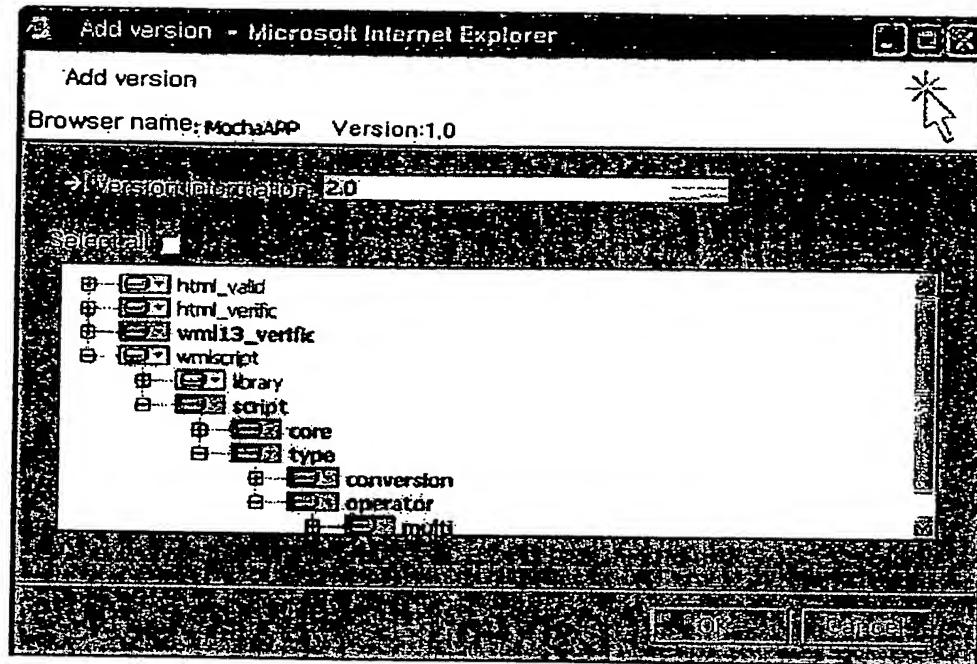 Add version - Microsoft Internet Explorer
Add version
Browser name: MochaAPP Version:1.0
Version information 2.0
Select all
html_valid
html_verific
wml13_verific
wmlscript
library
script
core
type
conversion
operator
multi
OK Cancel